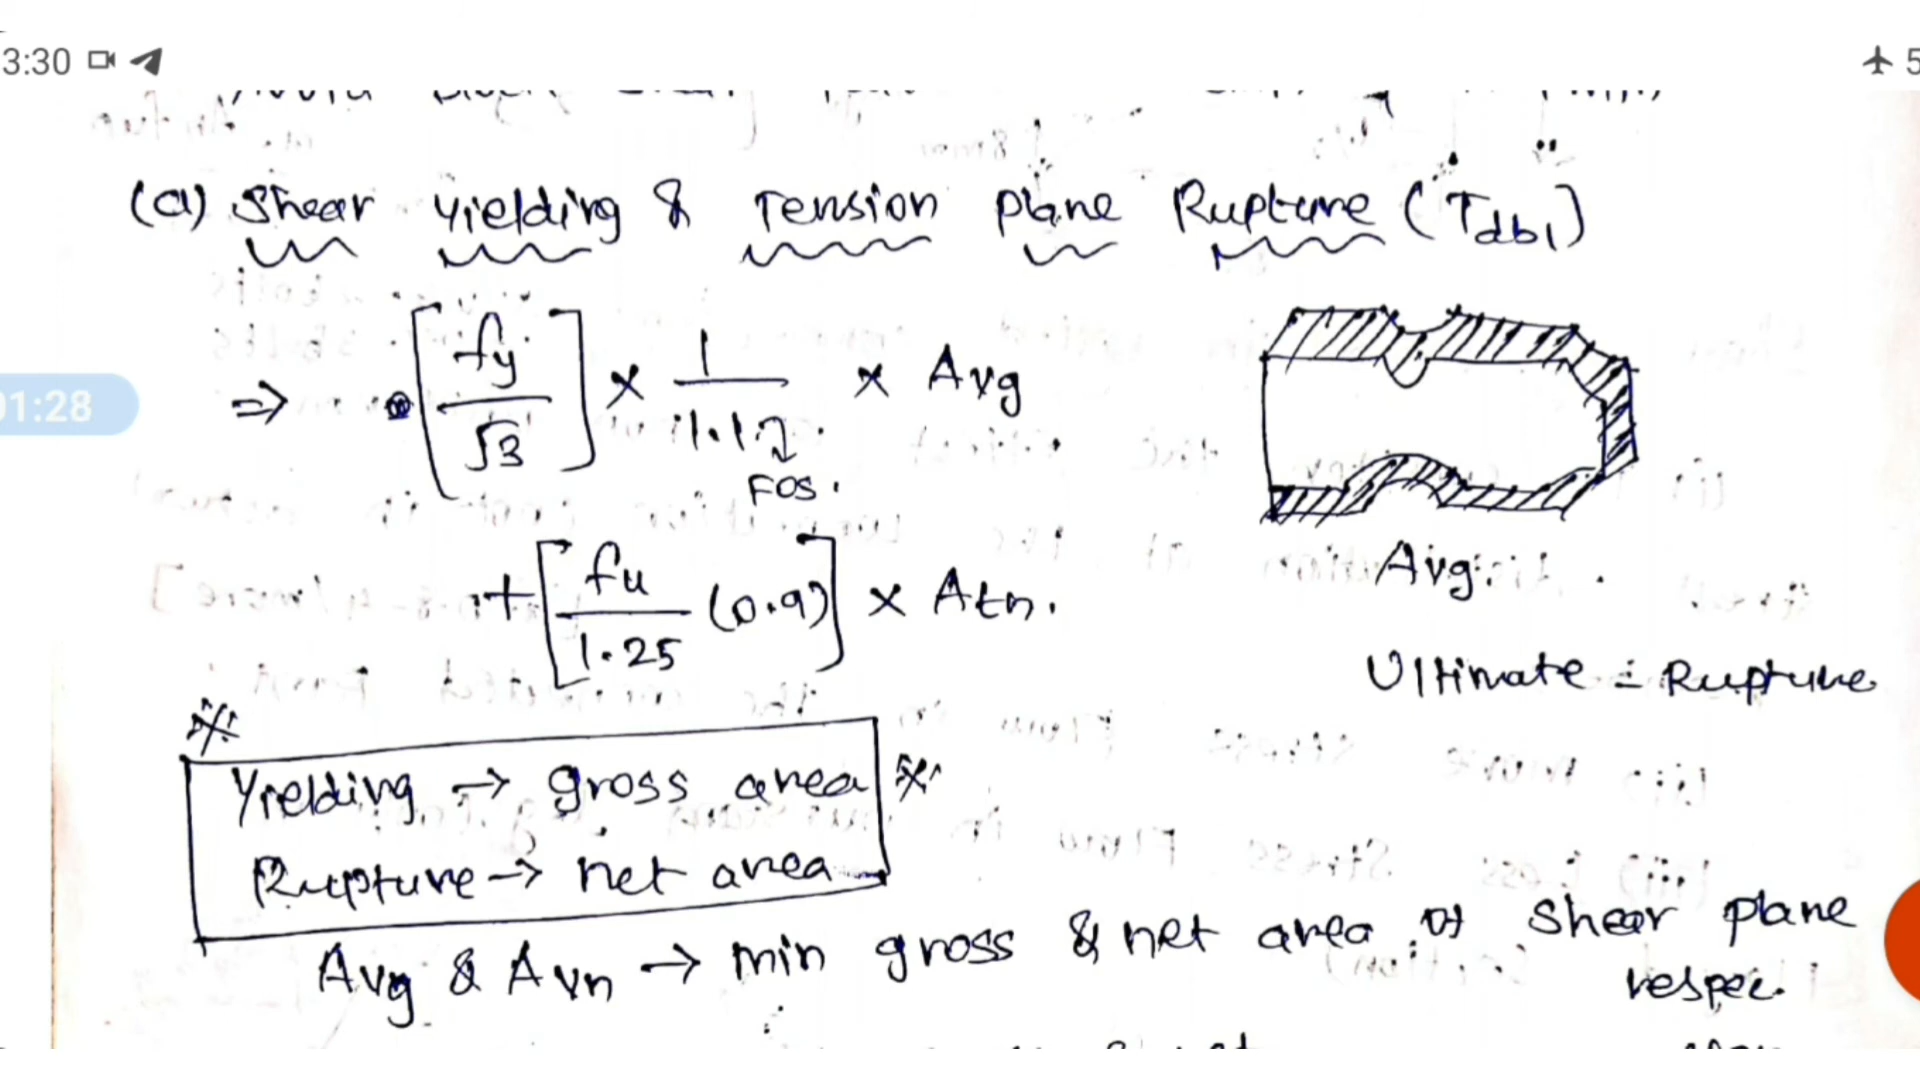 3:30
5
(a) Shear Yielding & Tension plane Rupture (Tdb1)
⇒ [fy/√3] × 1/1.1 × Avg
FOS.
01:28
+ [fu/1.25 (0.9)] × Atn.
Avg.
Ultimate = Rupture
Yielding → gross area
Rupture → net area
Avg & Avn → min gross & net area of shear plane
respec.